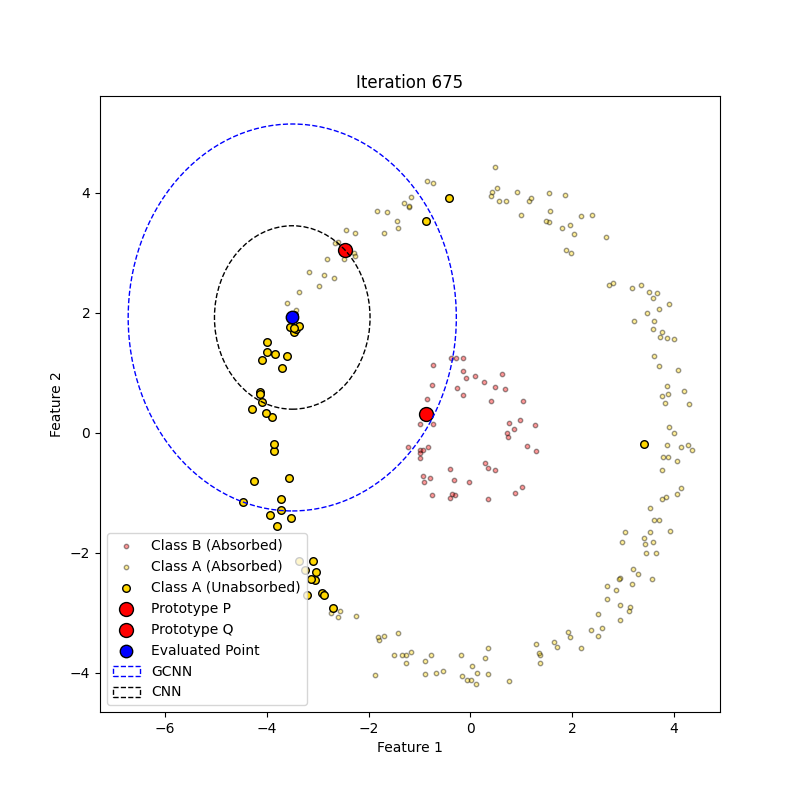 Iteration 675
4
2
0
−2
−4
Feature 2
Class B (Absorbed)
Class A (Absorbed)
Class A (Unabsorbed)
Prototype P
Prototype Q
Evaluated Point
GCNN
CNN
−6 −4 −2 0 2 4
Feature 1